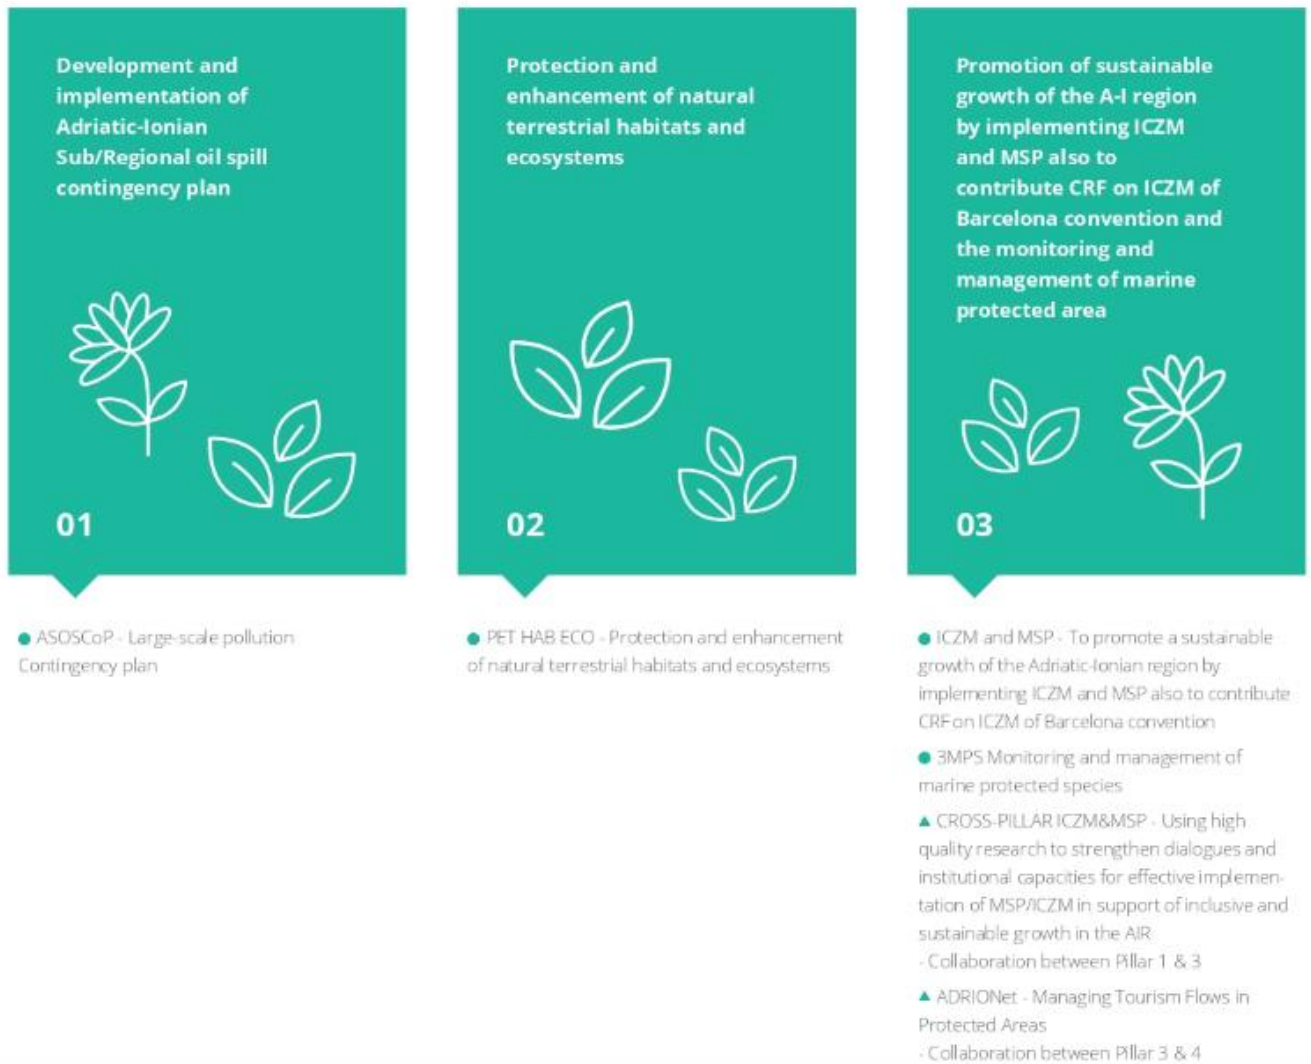 Development and
implementation of
Adriatic-Ionian
Sub/Regional oil spill
contingency plan
01
● ASOSCoP - Large-scale pollution
Contingency plan
Protection and
enhancement of natural
terrestrial habitats and
ecosystems
02
● PET HAB ECO - Protection and enhancement
of natural terrestrial habitats and ecosystems
Promotion of sustainable
growth of the A-I region
by implementing ICZM
and MSP also to
contribute CRF on ICZM of
Barcelona convention and
the monitoring and
management of marine
protected area
03
● ICZM and MSP - To promote a sustainable
growth of the Adriatic-Ionian region by
implementing ICZM and MSP also to contribute
CRF on ICZM of Barcelona convention
● 3MPS Monitoring and management of
marine protected species
▲ CROSS-PILLAR ICZM&MSP - Using high
quality research to strengthen dialogues and
institutional capacities for effective implemen-
tation of MSP/ICZM in support of inclusive and
sustainable growth in the AIR
- Collaboration between Pillar 1 & 3
▲ ADRIONet - Managing Tourism Flows in
Protected Areas
- Collaboration between Pillar 3 & 4